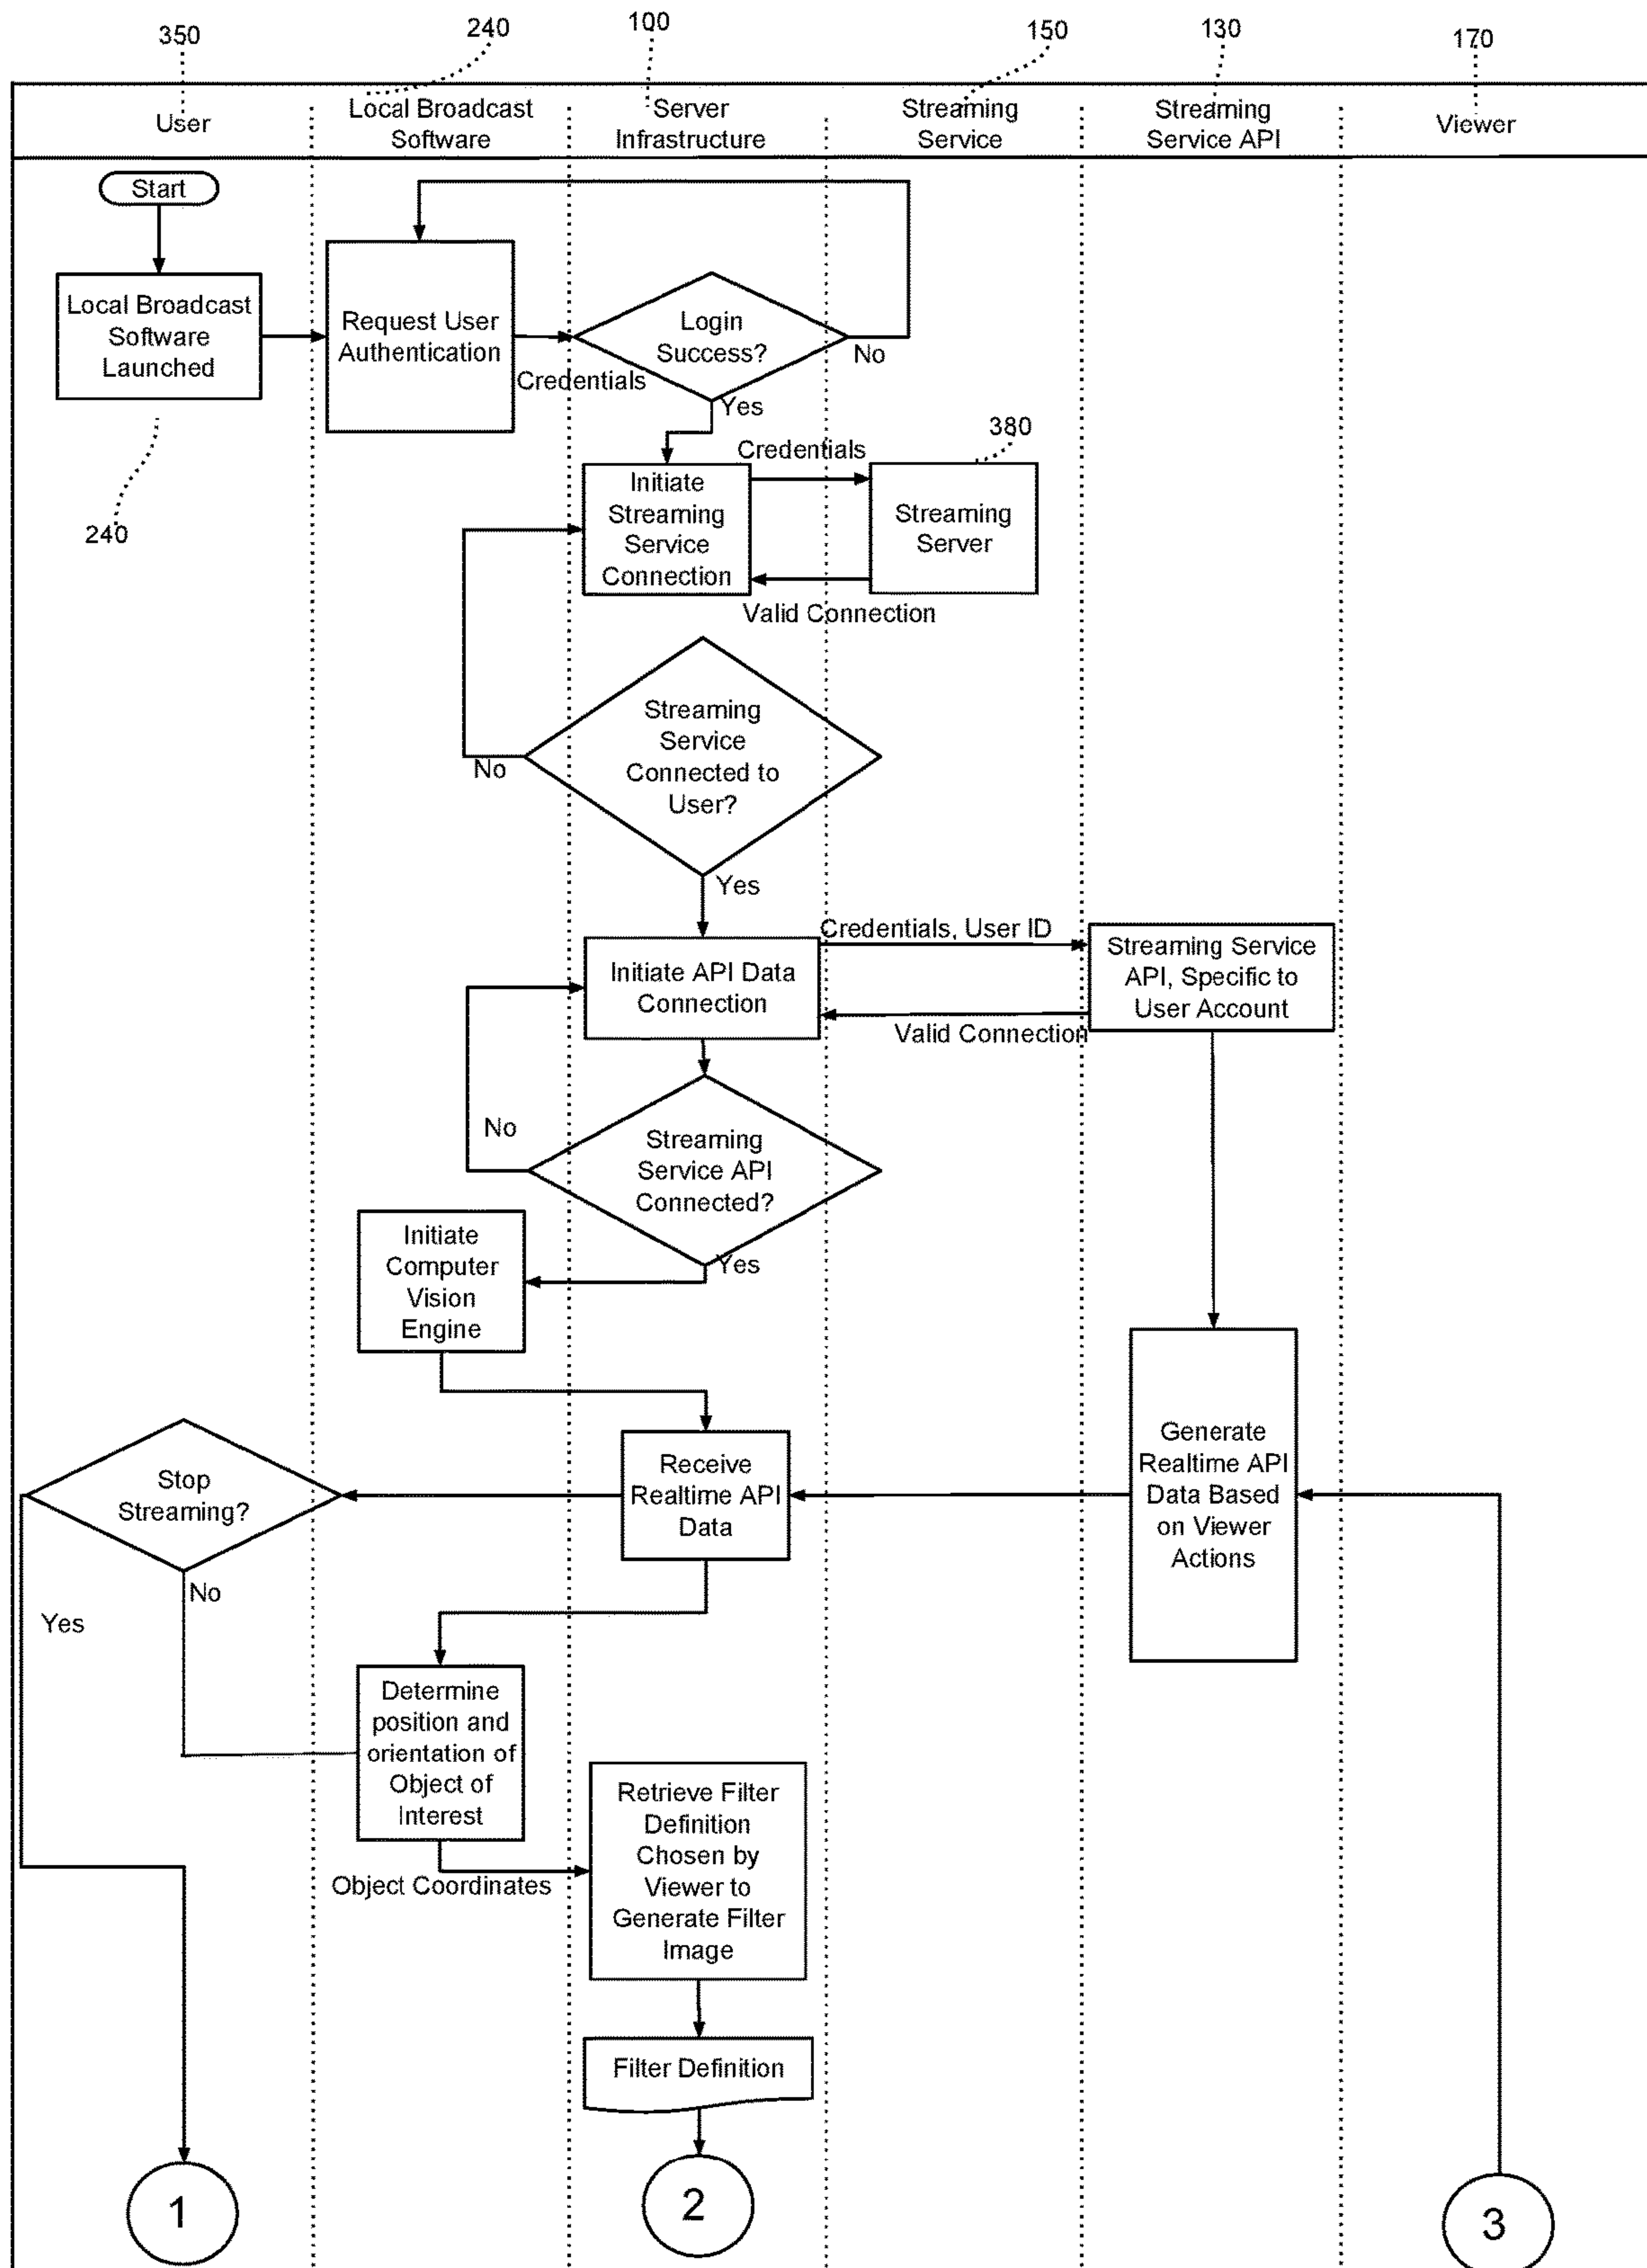 350
240
100
150
130
170
User
Local Broadcast
Software
Server
Infrastructure
Streaming
Service
Streaming
Service API
Viewer
Start
Local Broadcast
Software
Launched
240
Request User
Authentication
Credentials
Login
Success?
No
Yes
Initiate
Streaming
Service
Connection
Credentials
380
Streaming
Server
Valid Connection
Streaming
Service
Connected to
User?
No
Yes
Initiate API Data
Connection
Credentials, User ID
Streaming Service
API, Specific to
User Account
Valid Connection
Streaming
Service API
Connected?
No
Yes
Initiate
Computer
Vision
Engine
Receive
Realtime API
Data
Generate
Realtime API
Data Based
on Viewer
Actions
Stop
Streaming?
No
Yes
Determine
position and
orientation of
Object of
Interest
Object Coordinates
Retrieve Filter
Definition
Chosen by
Viewer to
Generate Filter
Image
Filter Definition
1
2
3